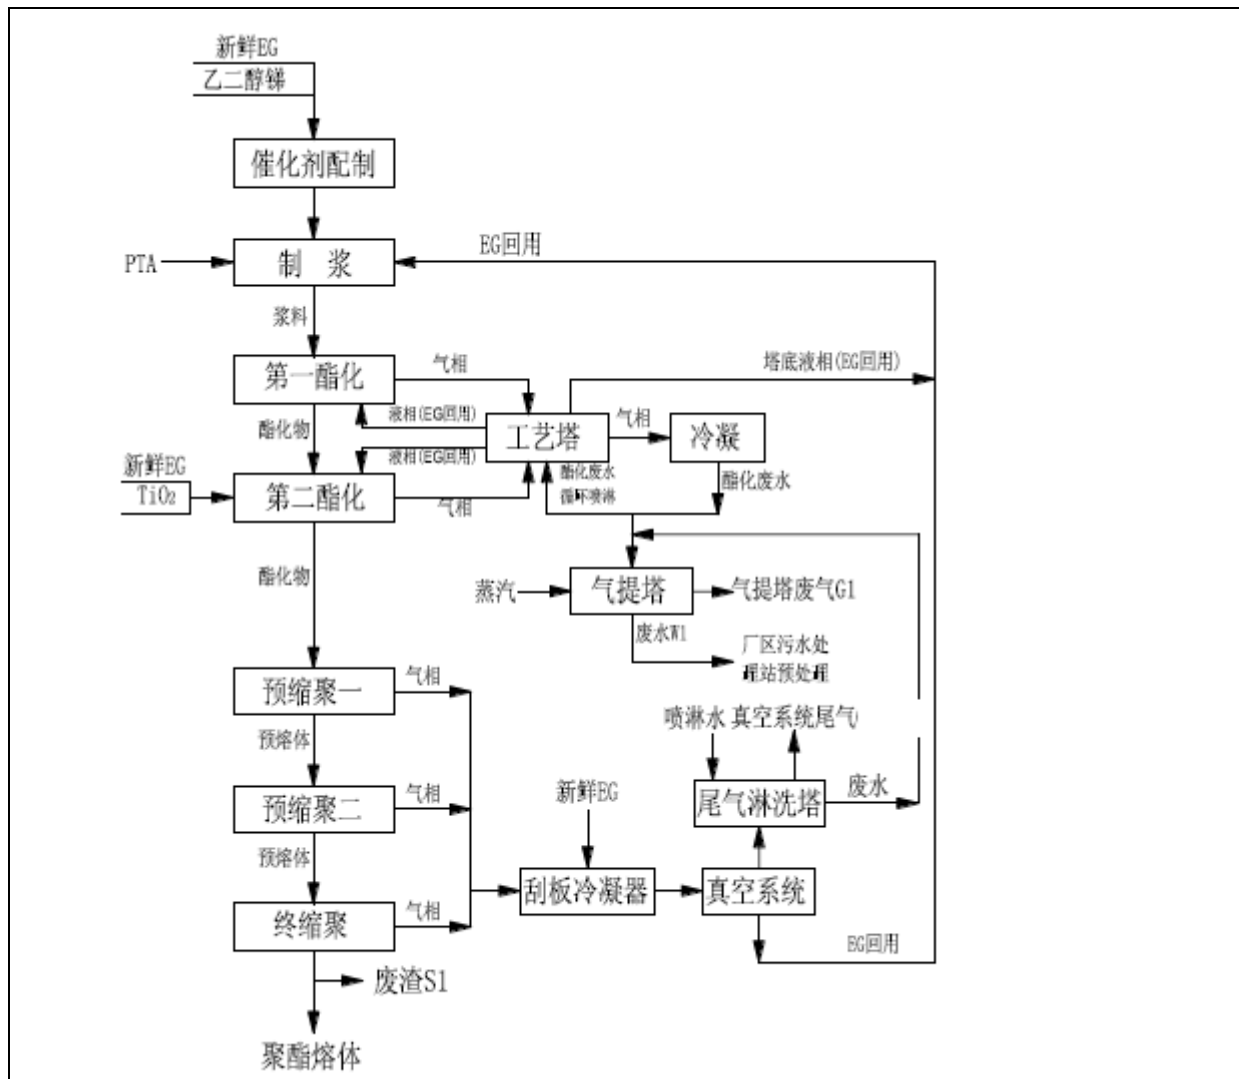 新鲜EG
乙二醇锑
催化剂配制
EG回用
PTA
制 浆
浆料
第一酯化
气相
塔底液相(EG回用)
液相(EG回用)
工艺塔
气相
冷凝
酯化物
液相(EG回用)
新鲜EG
TiO₂
第二酯化
气相
酯化废水
循环喷淋
酯化废水
酯化物
蒸汽
气提塔
气提塔废气G1
废水W1
厂区污水处
理站预处理
预缩聚一
气相
预熔体
喷淋水
真空系统尾气
预缩聚二
气相
新鲜EG
尾气淋洗塔
废水
预熔体
刮板冷凝器
真空系统
终缩聚
气相
EG回用
废渣S1
聚酯熔体